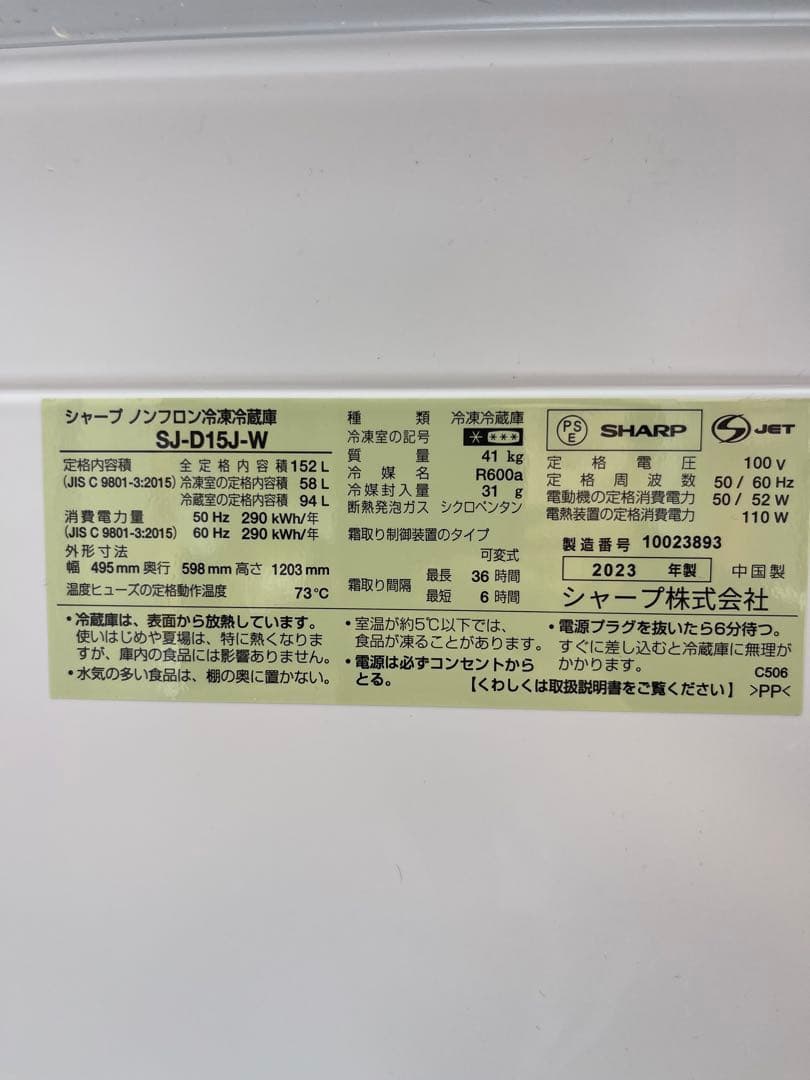 シャープ ノンフロン冷凍冷蔵庫
SJ-D15J-W
定格内容積 全定格内容積 152 L
(JIS C 9801-3:2015) 冷凍室の定格内容積 58 L
冷蔵室の定格内容積 94 L
消費電力量 50 Hz 290 kWh/年
(JIS C 9801-3:2015) 60 Hz 290 kWh/年
外形寸法
幅 495 mm 奥行 598 mm 高さ 1203 mm
温度ヒューズの定格動作温度 73℃
種類 冷凍冷蔵庫
冷凍室の記号 * ***
質量 41 kg
冷媒名 R600a
冷媒封入量 31 g
断熱発泡ガス シクロペンタン
霜取り制御装置のタイプ
可変式
霜取り間隔 最長 36 時間
最短 6 時間
PS E SHARP S JET
定格電圧 100 V
定格周波数 50 / 60 Hz
電動機の定格消費電力 50 / 52 W
電熱装置の定格消費電力 110 W
製造番号 10023893
2023 年製 中国製
シャープ株式会社
・冷蔵庫は、表面から放熱しています。
使いはじめや夏場は、特に熱くなりま
すが、庫内の食品には影響ありません。
・水気の多い食品は、棚の奥に置かない。
・室温が約5℃以下では、
食品が凍ることがあります。
・電源は必ずコンセントから
とる。
・電源プラグを抜いたら6分待つ。
すぐに差し込むと冷蔵庫に無理が
かかります。
C506
【くわしくは取扱説明書をご覧ください】 >PP<